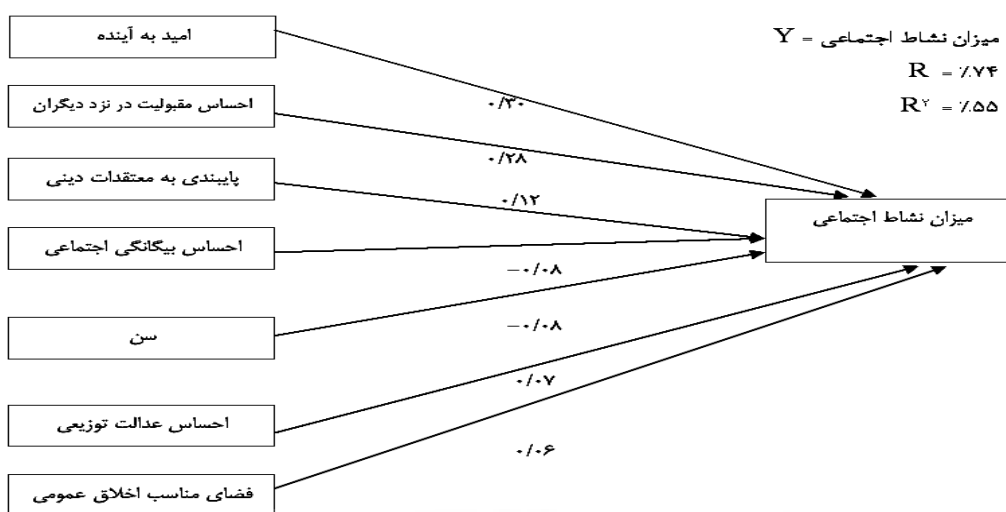 امید به آینده
احساس مقبولیت در نزد دیگران
پایبندی به معتقدات دینی
احساس بیگانگی اجتماعی
سن
احساس عدالت توزیعی
فضای مناسب اخلاق عمومی
۰/۳۰
۰/۲۸
۰/۱۲
−۰/۰۸
−۰/۰۸
۰/۰۷
۰/۰۶
میزان نشاط اجتماعی
میزان نشاط اجتماعی = Y
R = ٪۷۴
R۲ = ٪۵۵